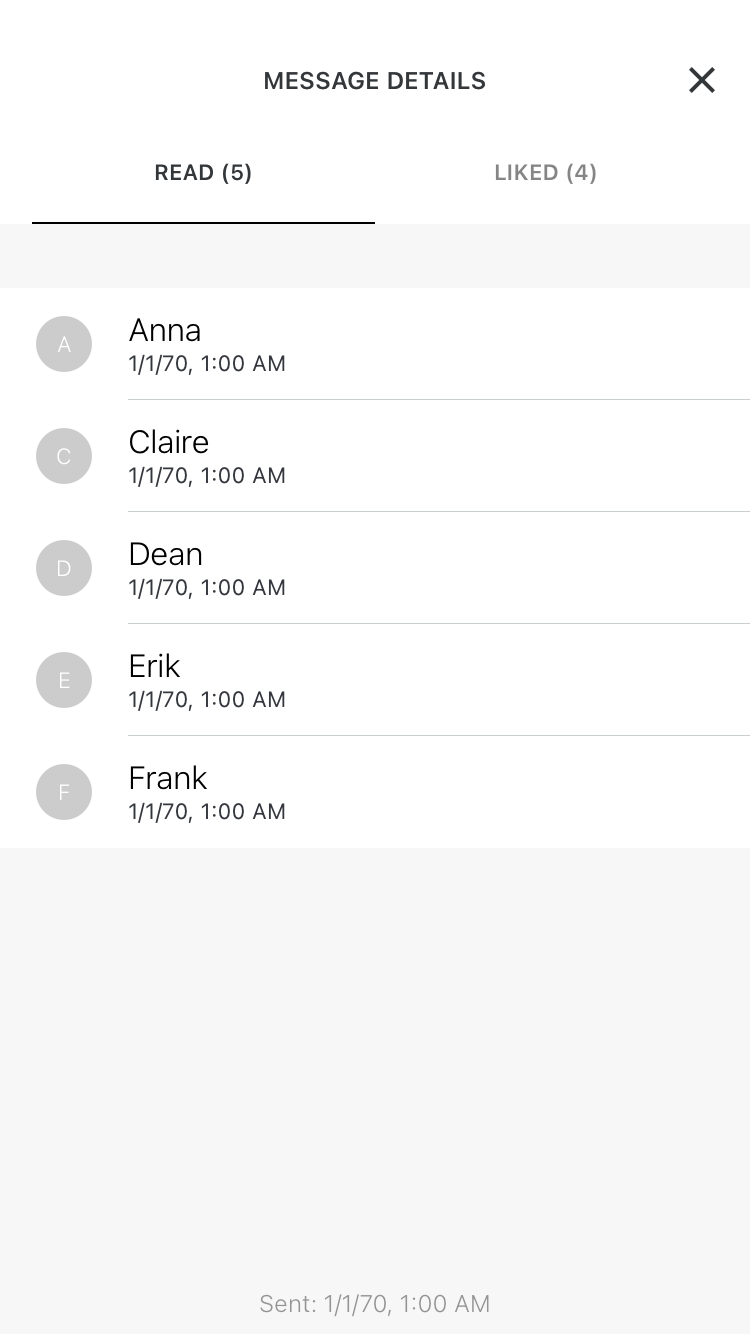 MESSAGE DETAILS
READ (5)
LIKED (4)
A
Anna
1/1/70, 1:00 AM
C
Claire
1/1/70, 1:00 AM
D
Dean
1/1/70, 1:00 AM
E
Erik
1/1/70, 1:00 AM
F
Frank
1/1/70, 1:00 AM
Sent: 1/1/70, 1:00 AM